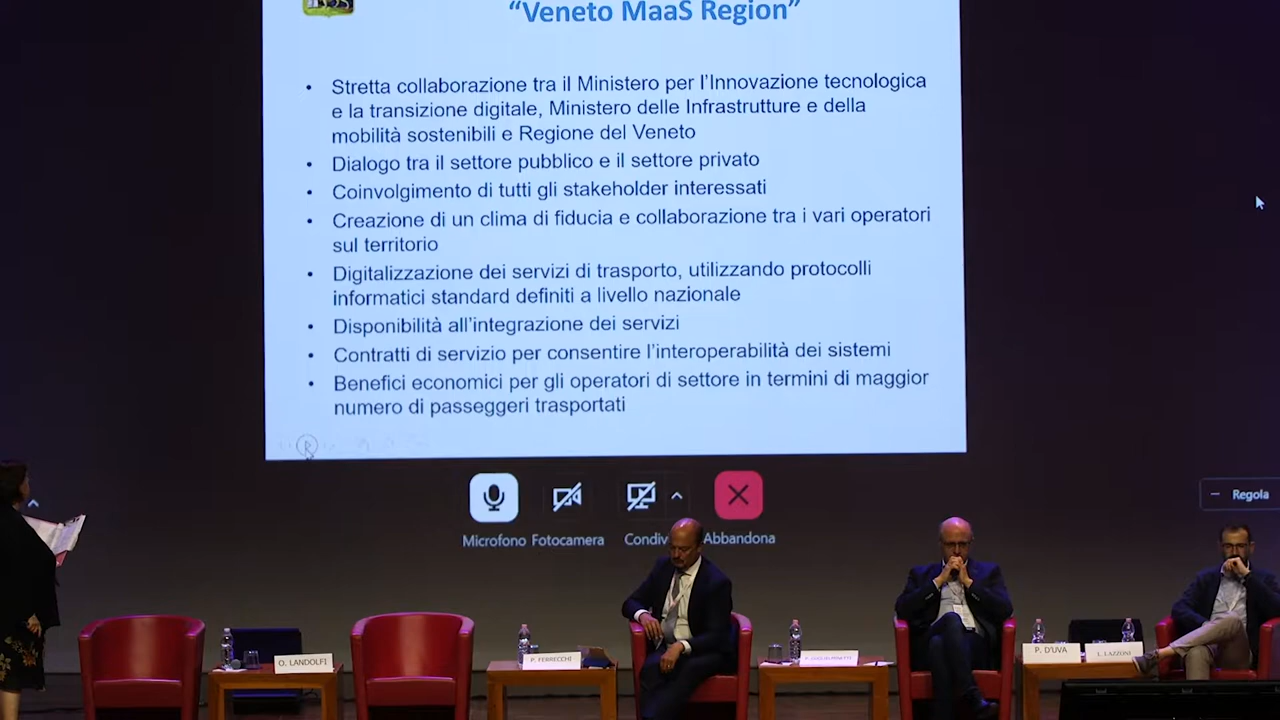 “Veneto MaaS Region”
• Stretta collaborazione tra il Ministero per l’Innovazione tecnologica
e la transizione digitale, Ministero delle Infrastrutture e della
mobilità sostenibili e Regione del Veneto
• Dialogo tra il settore pubblico e il settore privato
• Coinvolgimento di tutti gli stakeholder interessati
• Creazione di un clima di fiducia e collaborazione tra i vari operatori
sul territorio
• Digitalizzazione dei servizi di trasporto, utilizzando protocolli
informatici standard definiti a livello nazionale
• Disponibilità all’integrazione dei servizi
• Contratti di servizio per consentire l’interoperabilità dei sistemi
• Benefici economici per gli operatori di settore in termini di maggior
numero di passeggeri trasportati
Regola
Microfono Fotocamera Condiv Abbandona
O. LANDOLFI
P. FERRECCHI
P. D'UVA
L. LAZZONI